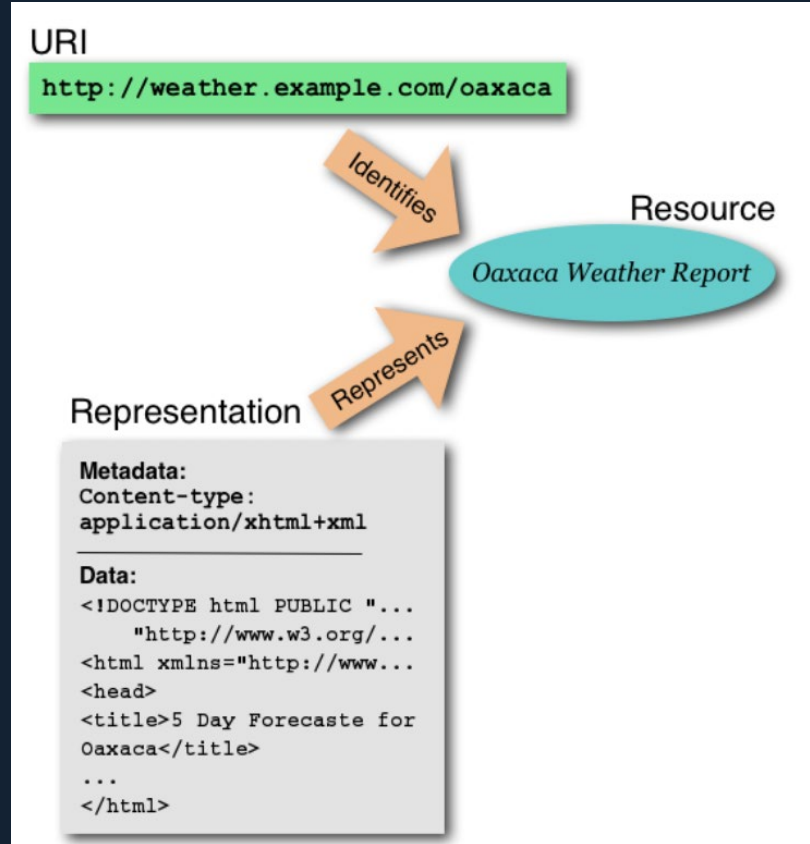 URI
http://weather.example.com/oaxaca
Identifies
Resource
Oaxaca Weather Report
Represents
Representation
Metadata:
Content-type:
application/xhtml+xml
Data:
<!DOCTYPE html PUBLIC "...
"http://www.w3.org/...
<html xmlns="http://www...
<head>
<title>5 Day Forecaste for
Oaxaca</title>
...
</html>